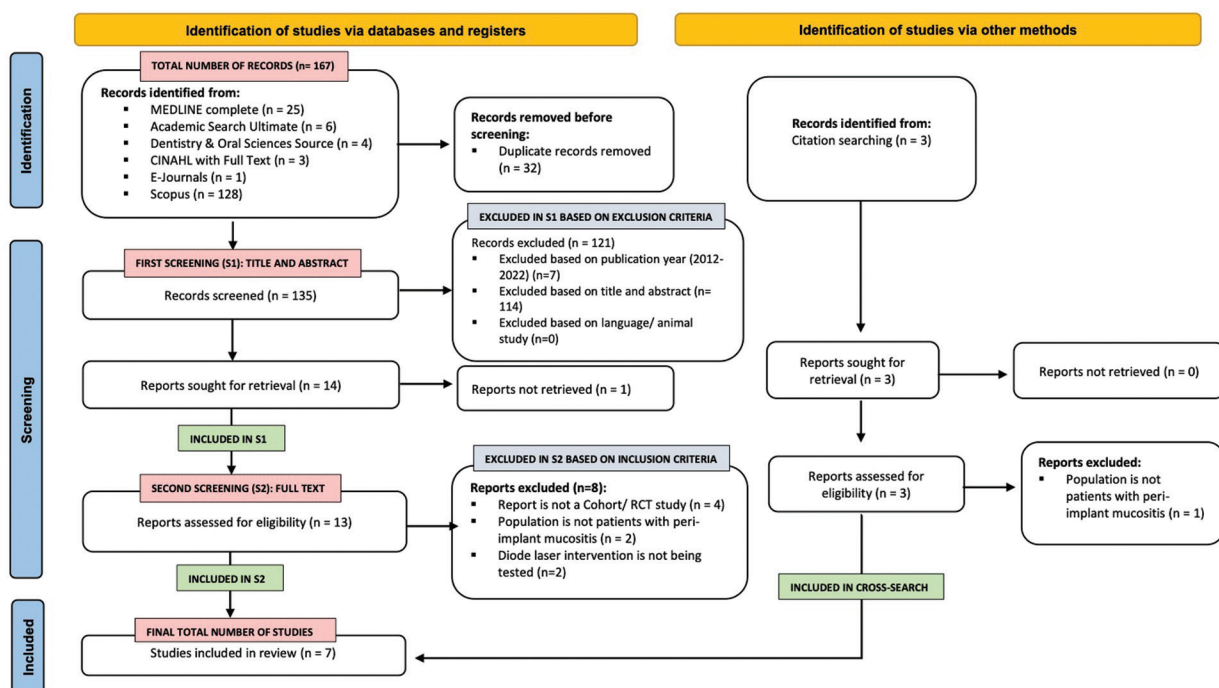 Identification of studies via databases and registers
Identification of studies via other methods
Identification
TOTAL NUMBER OF RECORDS (n= 167)
Records identified from:
▪ MEDLINE complete (n = 25)
▪ Academic Search Ultimate (n = 6)
▪ Dentistry & Oral Sciences Source (n = 4)
▪ CINAHL with Full Text (n = 3)
▪ E-Journals (n = 1)
▪ Scopus (n = 128)
Records removed before
screening:
▪ Duplicate records removed
(n = 32)
Records identified from:
Citation searching (n = 3)
Screening
FIRST SCREENING (S1): TITLE AND ABSTRACT
Records screened (n = 135)
EXCLUDED IN S1 BASED ON EXCLUSION CRITERIA
Records excluded (n = 121)
▪ Excluded based on publication year (2012-
2022) (n=7)
▪ Excluded based on title and abstract (n=
114)
▪ Excluded based on language/ animal
study (n=0)
Reports sought for retrieval (n = 14)
Reports not retrieved (n = 1)
Reports sought for
retrieval (n = 3)
Reports not retrieved (n = 0)
INCLUDED IN S1
SECOND SCREENING (S2): FULL TEXT
Reports assessed for eligibility (n = 13)
EXCLUDED IN S2 BASED ON INCLUSION CRITERIA
Reports excluded (n=8):
▪ Report is not a Cohort/ RCT study (n = 4)
▪ Population is not patients with peri-
implant mucositis (n = 2)
▪ Diode laser intervention is not being
tested (n=2)
Reports assessed for
eligibility (n = 3)
Reports excluded:
▪ Population is not
patients with peri-
implant mucositis (n = 1)
INCLUDED IN S2
INCLUDED IN CROSS-SEARCH
Included
FINAL TOTAL NUMBER OF STUDIES
Studies included in review (n = 7)